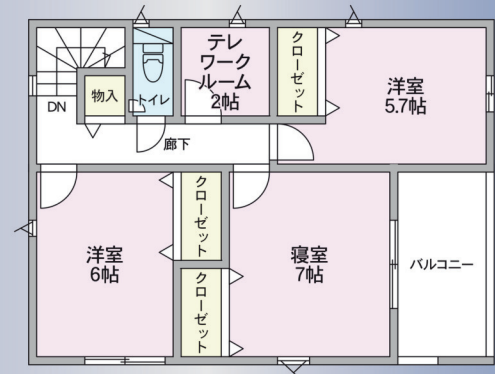 テレ
ワーク
ルーム
2帖
クローゼット
洋室
5.7帖
DN
物入
トイレ
廊下
洋室
6帖
クローゼット
クローゼット
寝室
7帖
バルコニー